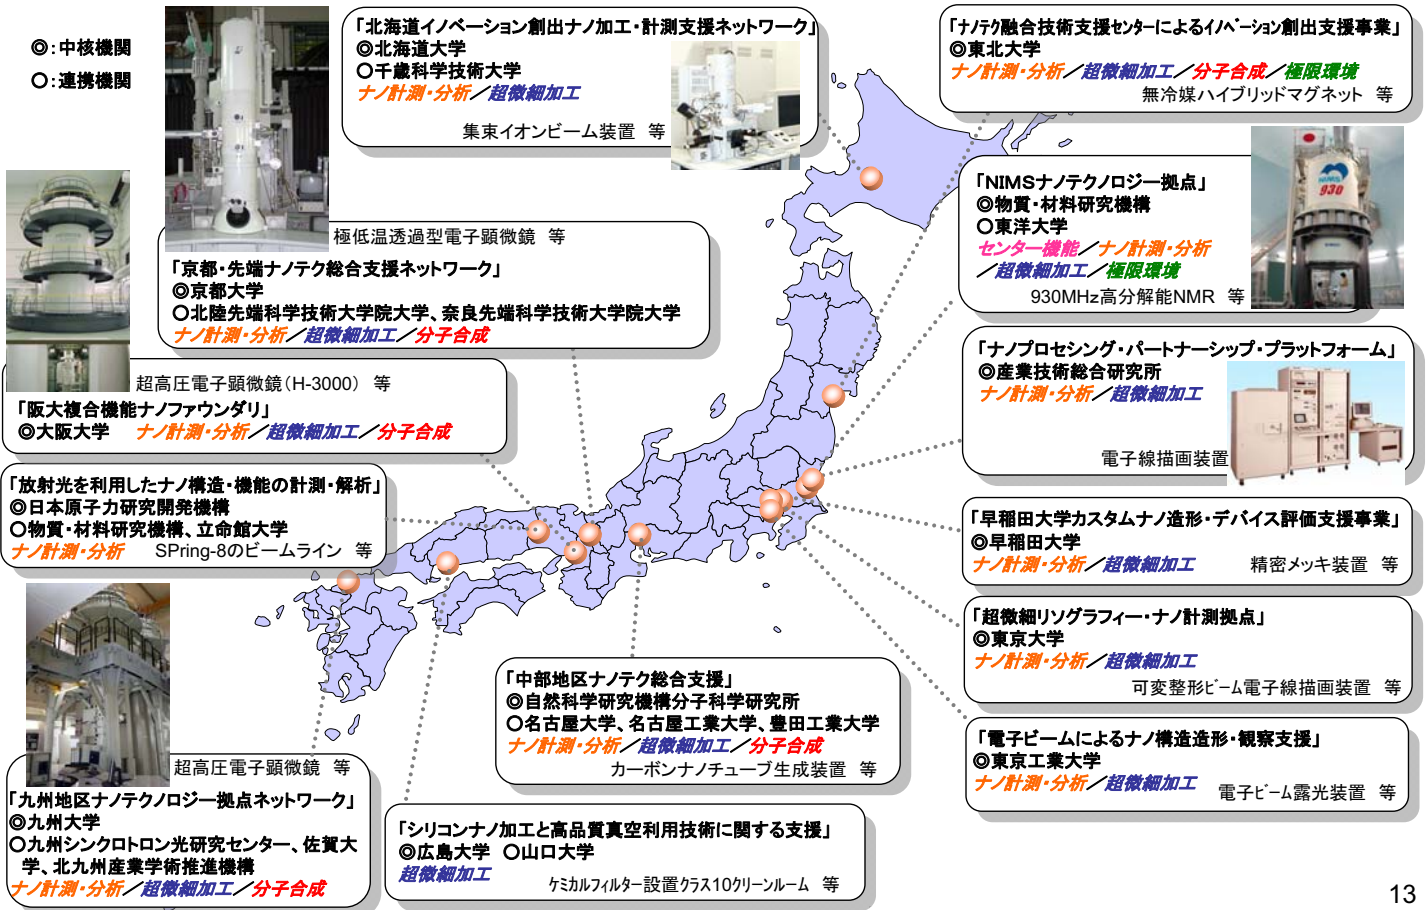 ◎:中核機関
○:連携機関
「北海道イノベーション創出ナノ加工・計測支援ネットワーク」
◎北海道大学
○千歳科学技術大学
ナノ計測・分析／超微細加工
集束イオンビーム装置　等
「ナノテク融合技術支援センターによるイノベーション創出支援事業」
◎東北大学
ナノ計測・分析／超微細加工／分子合成／極限環境
無冷媒ハイブリッドマグネット　等
「NIMSナノテクノロジー拠点」
◎物質・材料研究機構
○東洋大学
センター機能／ナノ計測・分析
／超微細加工／極限環境
930MHz高分解能NMR　等
NIMS
930
極低温透過型電子顕微鏡　等
「京都・先端ナノテク総合支援ネットワーク」
◎京都大学
○北陸先端科学技術大学院大学、奈良先端科学技術大学院大学
ナノ計測・分析／超微細加工／分子合成
「ナノプロセシング・パートナーシップ・プラットフォーム」
◎産業技術総合研究所
ナノ計測・分析／超微細加工
電子線描画装置
超高圧電子顕微鏡(H-3000)　等
「阪大複合機能ナノファウンダリ」
◎大阪大学　ナノ計測・分析／超微細加工／分子合成
「放射光を利用したナノ構造・機能の計測・解析」
◎日本原子力研究開発機構
○物質・材料研究機構、立命館大学
ナノ計測・分析　SPring-8のビームライン　等
「早稲田大学カスタムナノ造形・デバイス評価支援事業」
◎早稲田大学
ナノ計測・分析／超微細加工　精密メッキ装置　等
「超微細リソグラフィー・ナノ計測拠点」
◎東京大学
ナノ計測・分析／超微細加工
可変整形ビーム電子線描画装置　等
「中部地区ナノテク総合支援」
◎自然科学研究機構分子科学研究所
○名古屋大学、名古屋工業大学、豊田工業大学
ナノ計測・分析／超微細加工／分子合成
カーボンナノチューブ生成装置　等
「電子ビームによるナノ構造造形・観察支援」
◎東京工業大学
ナノ計測・分析／超微細加工　電子ビーム露光装置　等
超高圧電子顕微鏡　等
「九州地区ナノテクノロジー拠点ネットワーク」
◎九州大学
○九州シンクロトロン光研究センター、佐賀大
学、北九州産業学術推進機構
ナノ計測・分析／超微細加工／分子合成
「シリコンナノ加工と高品質真空利用技術に関する支援」
◎広島大学　○山口大学
超微細加工
ケミカルフィルター設置クラス10クリーンルーム　等
13